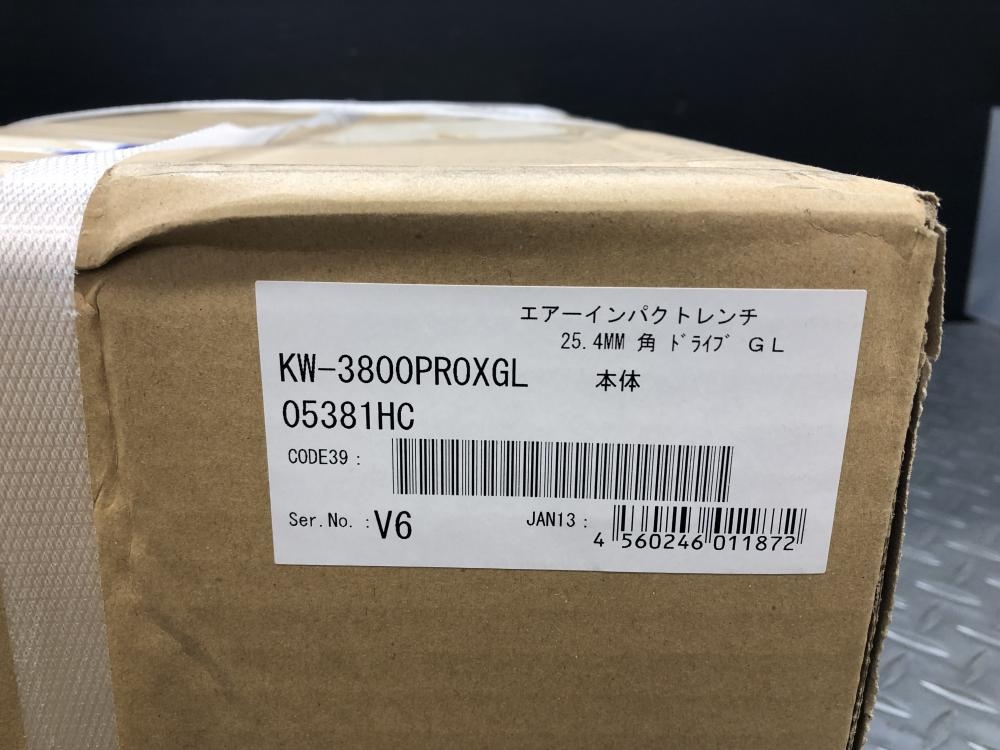 エアーインパクトレンチ
25.4MM 角 ﾄﾞﾗｲﾌﾞ ＧＬ
KW-3800PROXGL 本体
05381HC
CODE39 :
Ser.No. : V6 JAN13 :
4 560246 011872